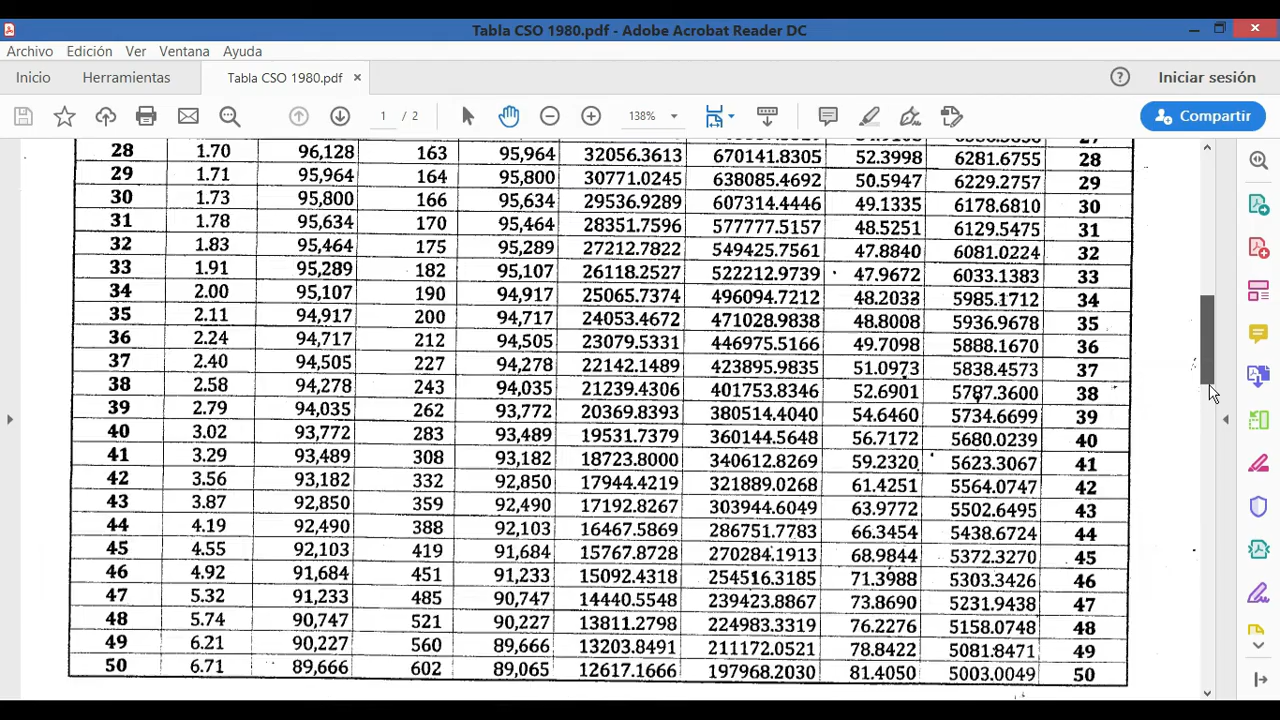 Tabla CSO 1980.pdf - Adobe Acrobat Reader DC
Archivo Edición Ver Ventana Ayuda
Inicio Herramientas Tabla CSO 1980.pdf × Iniciar sesión
1 / 2 138% Compartir
28 1.70 96,128 163 95,964 32056.3613 670141.8305 52.3998 6281.6755 28
29 1.71 95,964 164 95,800 30771.0245 638085.4692 50.5947 6229.2757 29
30 1.73 95,800 166 95,634 29536.9289 607314.4446 49.1335 6178.6810 30
31 1.78 95,634 170 95,464 28351.7596 577777.5157 48.5251 6129.5475 31
32 1.83 95,464 175 95,289 27212.7822 549425.7561 47.8840 6081.0224 32
33 1.91 95,289 182 95,107 26118.2527 522212.9739 47.9672 6033.1383 33
34 2.00 95,107 190 94,917 25065.7374 496094.7212 48.2033 5985.1712 34
35 2.11 94,917 200 94,717 24053.4672 471028.9838 48.8008 5936.9678 35
36 2.24 94,717 212 94,505 23079.5331 446975.5166 49.7098 5888.1670 36
37 2.40 94,505 227 94,278 22142.1489 423895.9835 51.0973 5838.4573 37
38 2.58 94,278 243 94,035 21239.4306 401753.8346 52.6901 5787.3600 38
39 2.79 94,035 262 93,772 20369.8393 380514.4040 54.6460 5734.6699 39
40 3.02 93,772 283 93,489 19531.7379 360144.5648 56.7172 5680.0239 40
41 3.29 93,489 308 93,182 18723.8000 340612.8269 59.2320 5623.3067 41
42 3.56 93,182 332 92,850 17944.4219 321889.0268 61.4251 5564.0747 42
43 3.87 92,850 359 92,490 17192.8267 303944.6049 63.9772 5502.6495 43
44 4.19 92,490 388 92,103 16467.5869 286751.7783 66.3454 5438.6724 44
45 4.55 92,103 419 91,684 15767.8728 270284.1913 68.9844 5372.3270 45
46 4.92 91,684 451 91,233 15092.4318 254516.3185 71.3988 5303.3426 46
47 5.32 91,233 485 90,747 14440.5548 239423.8867 73.8690 5231.9438 47
48 5.74 90,747 521 90,227 13811.2798 224983.3319 76.2276 5158.0748 48
49 6.21 90,227 560 89,666 13203.8491 211172.0521 78.8422 5081.8471 49
50 6.71 89,666 602 89,065 12617.1666 197968.2030 81.4050 5003.0049 50